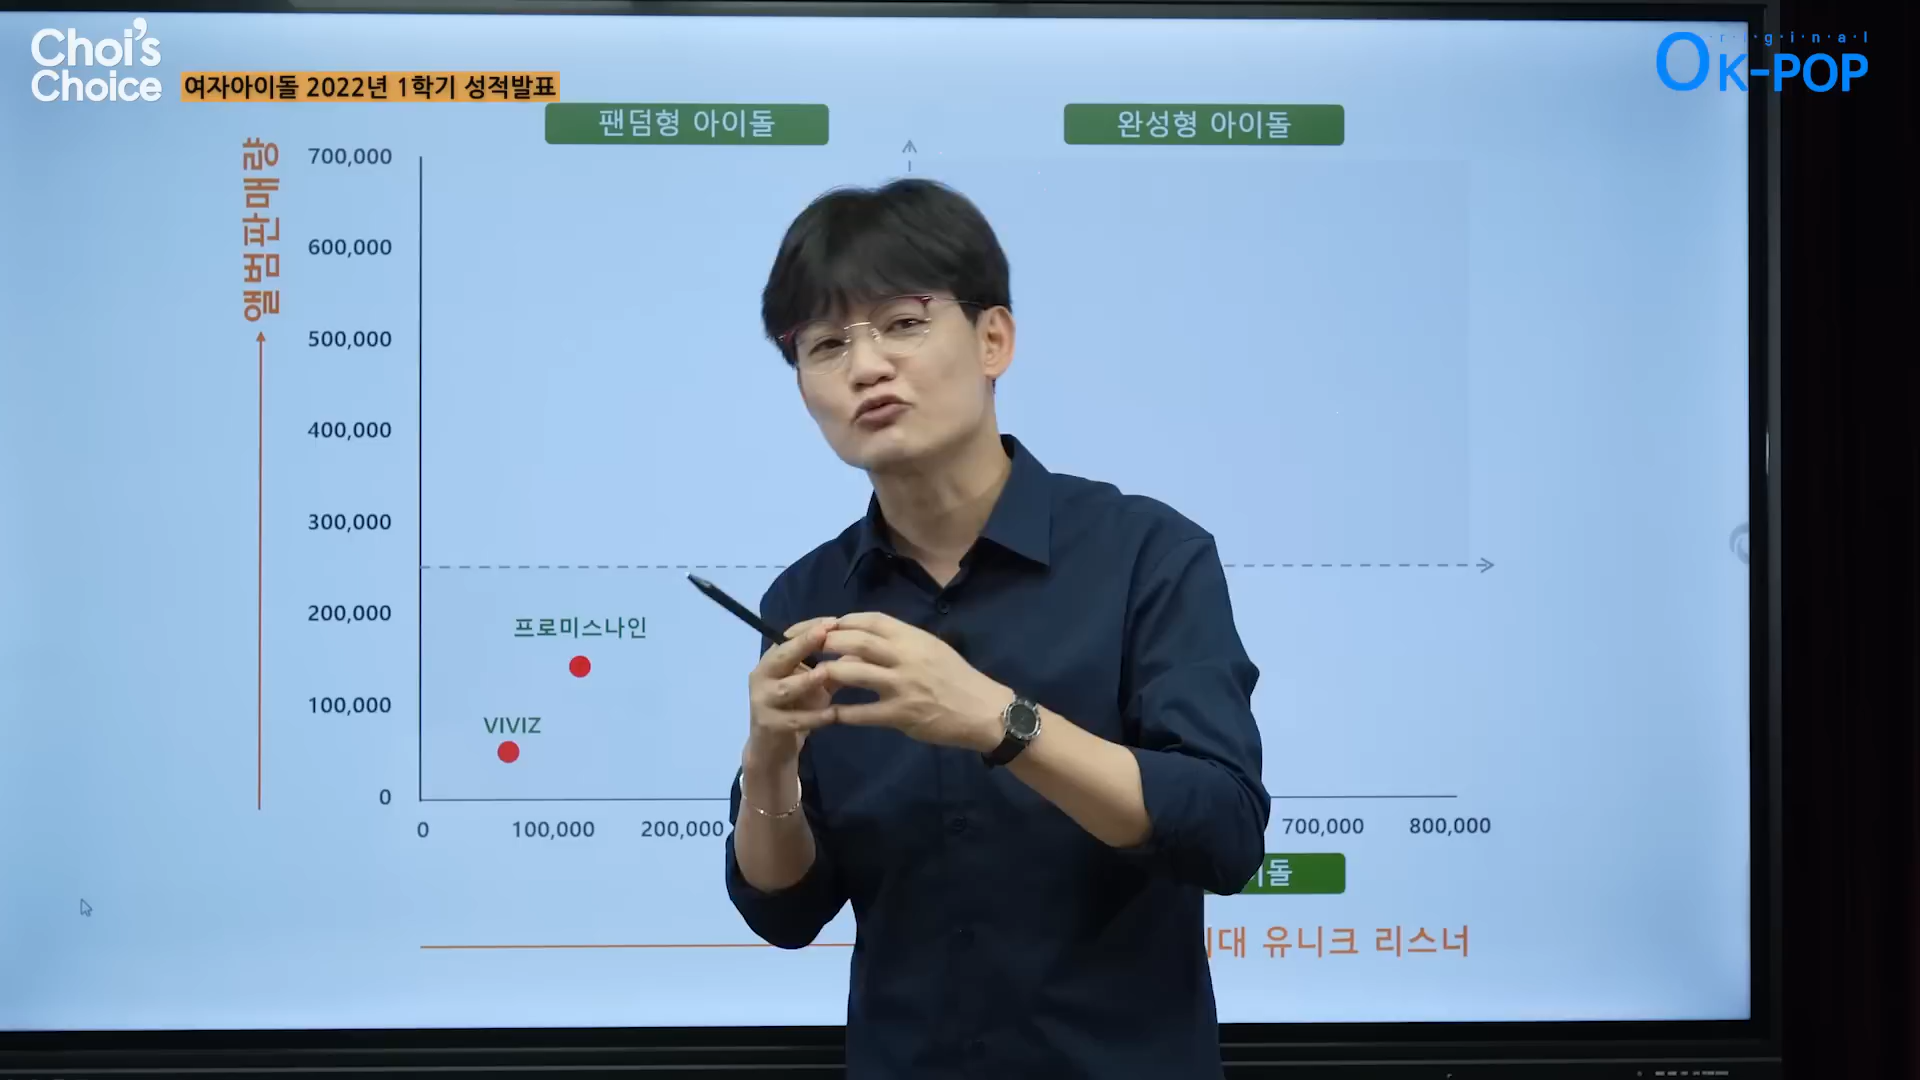 Choi's
Choice
여자아이돌 2022년 1학기 성적발표
Original
K-POP
팬덤형 아이돌
완성형 아이돌
앨범판매량
700,000
600,000
500,000
400,000
300,000
200,000
100,000
0
프로미스나인
VIVIZ
0
100,000
200,000
700,000
800,000
이돌
대 유니크 리스너